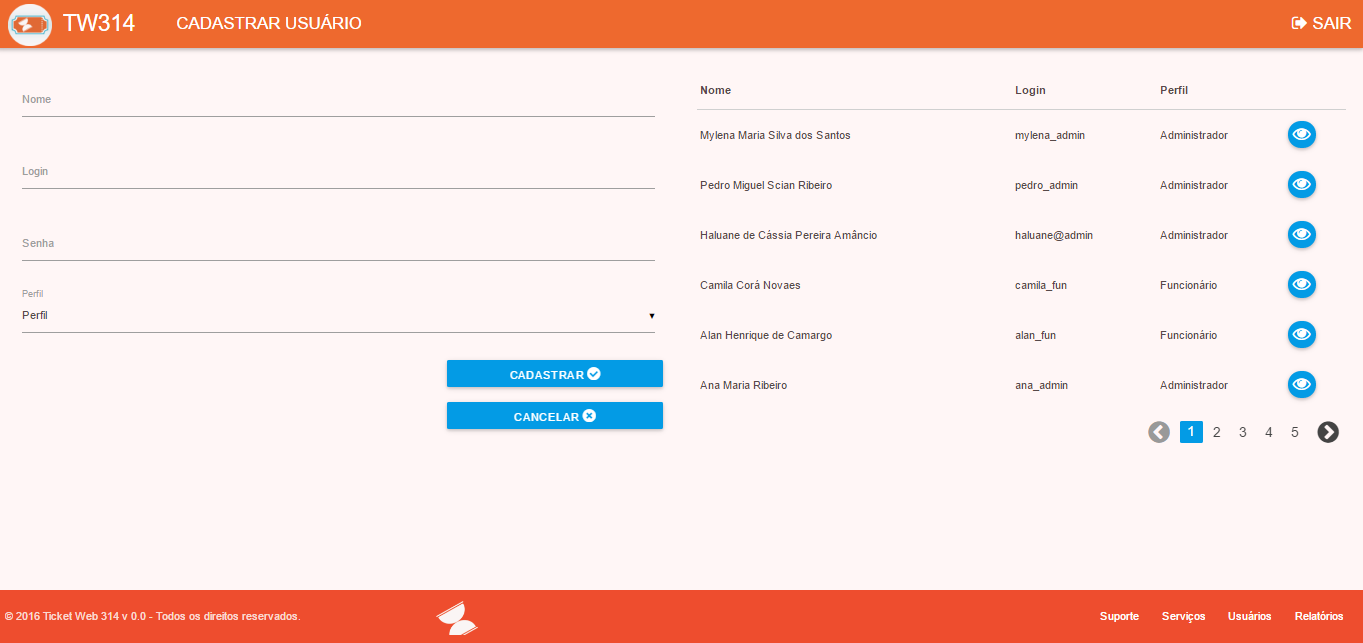 TW314 CADASTRAR USUÁRIO SAIR
Nome
Login
Senha
Perfil
Perfil
CADASTRAR
CANCELAR
Nome Login Perfil
Mylena Maria Silva dos Santos mylena_admin Administrador
Pedro Miguel Scian Ribeiro pedro_admin Administrador
Haluane de Cássia Pereira Amâncio haluane@admin Administrador
Camila Corá Novaes camila_fun Funcionário
Alan Henrique de Camargo alan_fun Funcionário
Ana Maria Ribeiro ana_admin Administrador
1 2 3 4 5
© 2016 Ticket Web 314 v 0.0 - Todos os direitos reservados. Suporte Serviços Usuários Relatórios